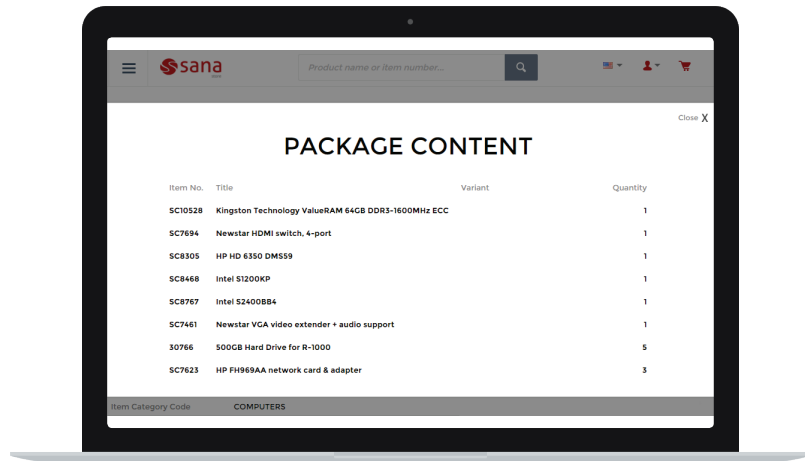 sana
Product name or item number...
Close X
PACKAGE CONTENT
Item No. Title Variant Quantity
SC10528 Kingston Technology ValueRAM 64GB DDR3-1600MHz ECC 1
SC7694 Newstar HDMI switch, 4-port 1
SC8305 HP HD 6350 DMS59 1
SC8468 Intel S1200KP 1
SC8767 Intel S2400BB4 1
SC7461 Newstar VGA video extender + audio support 1
30766 500GB Hard Drive for R-1000 5
SC7623 HP FH969AA network card & adapter 3
Item Category Code COMPUTERS